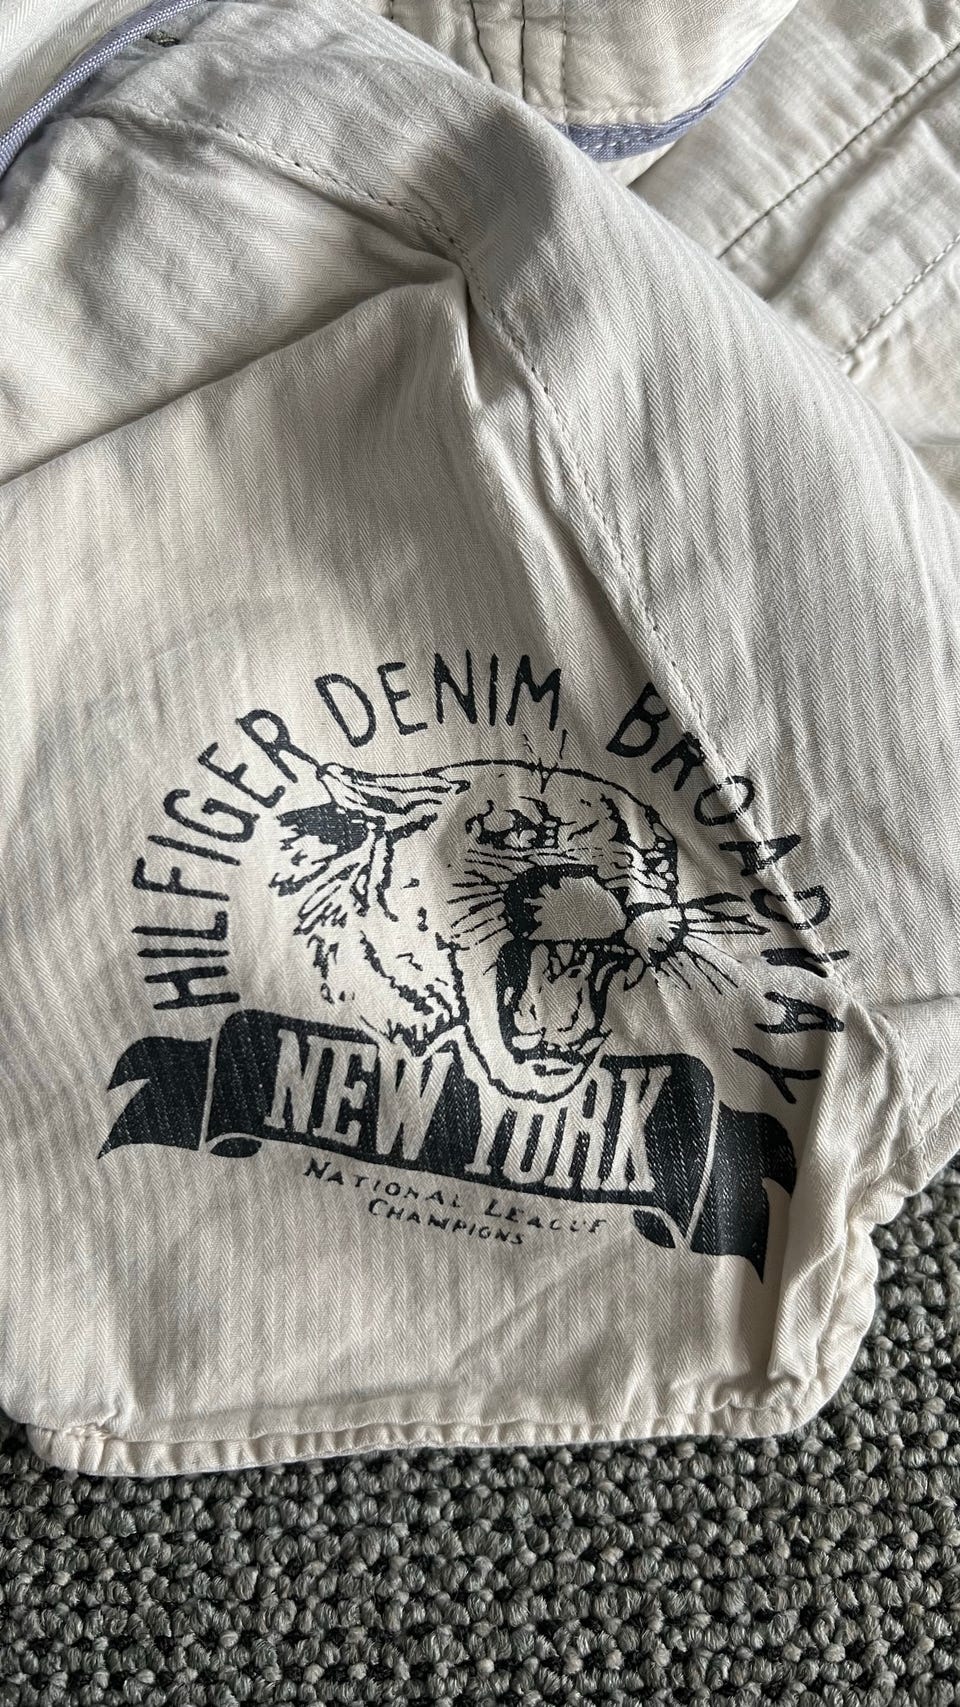 HILFIGER DENIM, BROADWAY
NEW YORK
NATIONAL LEAGUE
CHAMPIONS